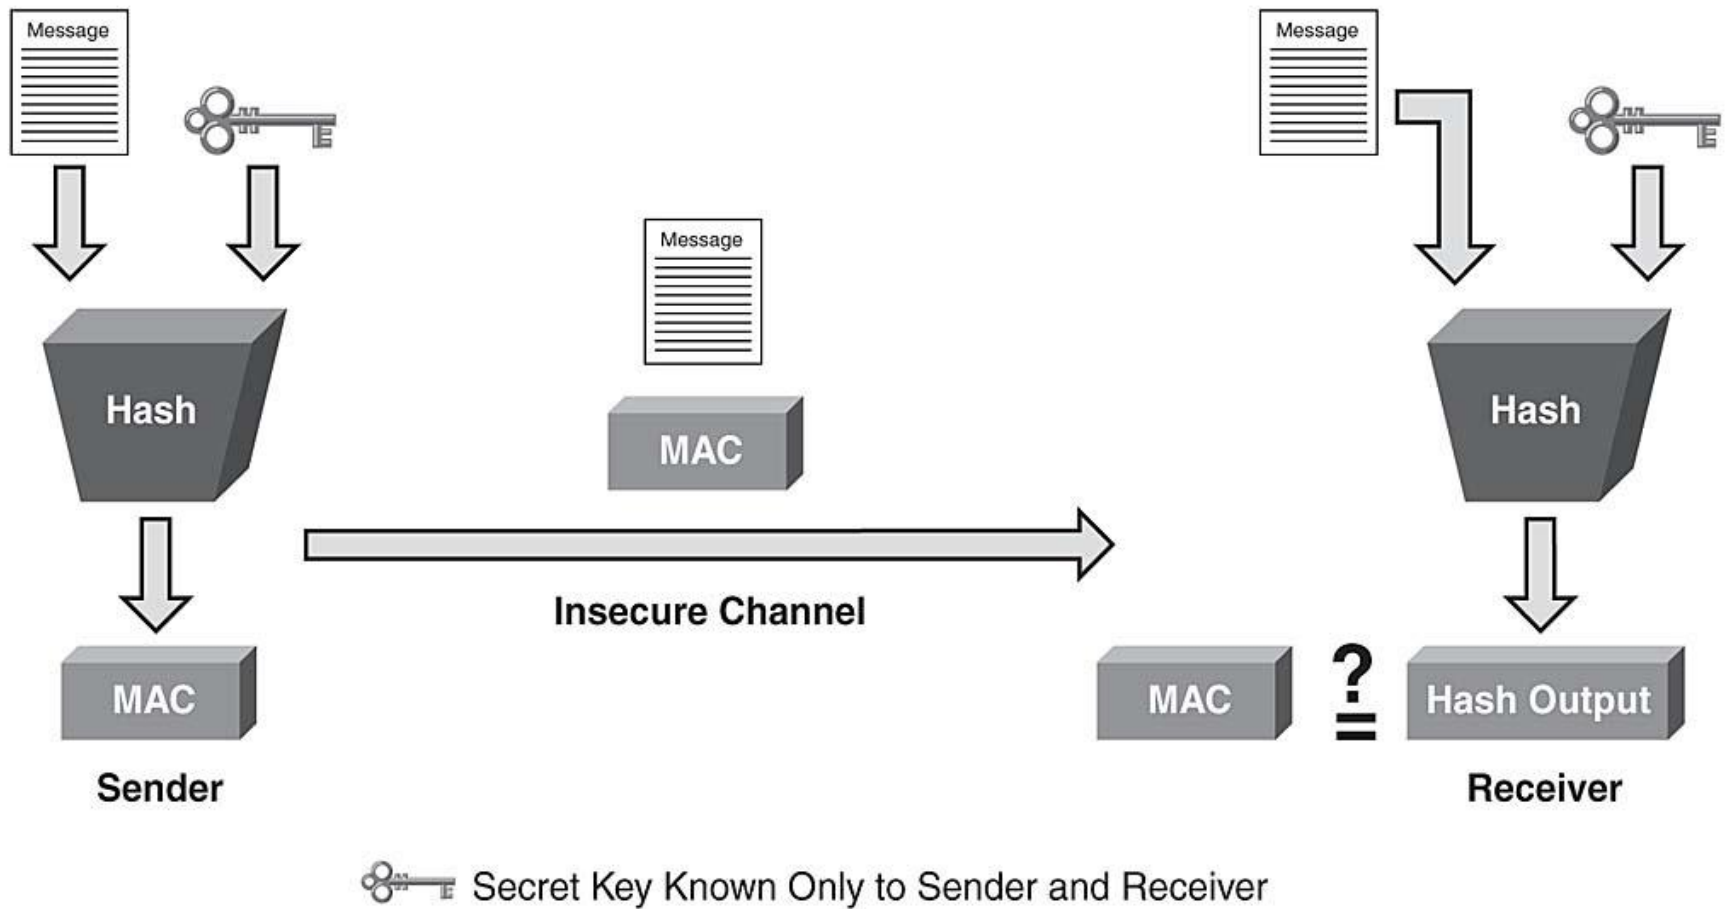 Message
Hash
MAC
Sender
Message
MAC
Insecure Channel
Message
Hash
MAC
?
=
Hash Output
Receiver
Secret Key Known Only to Sender and Receiver